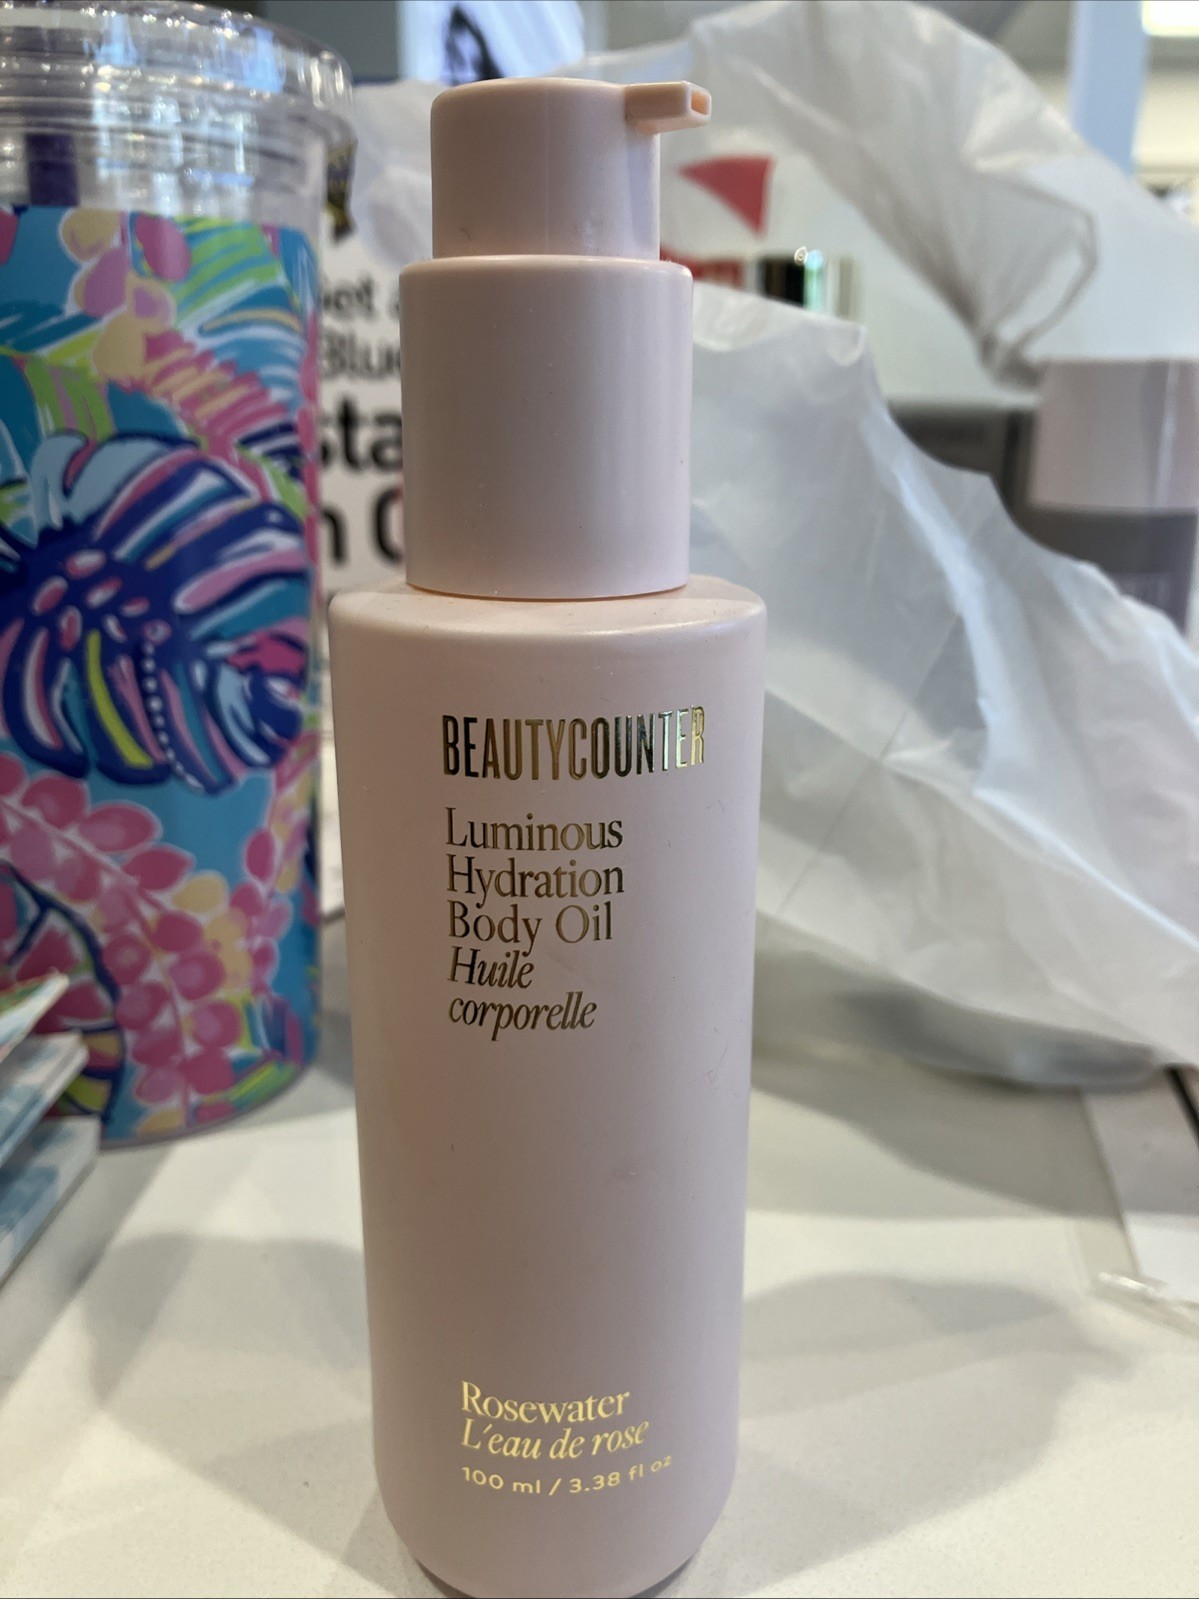 BEAUTYCOUNTER
Luminous
Hydration
Body Oil
Huile
corporelle
Rosewater
L'eau de rose
100 ml / 3.38 fl oz